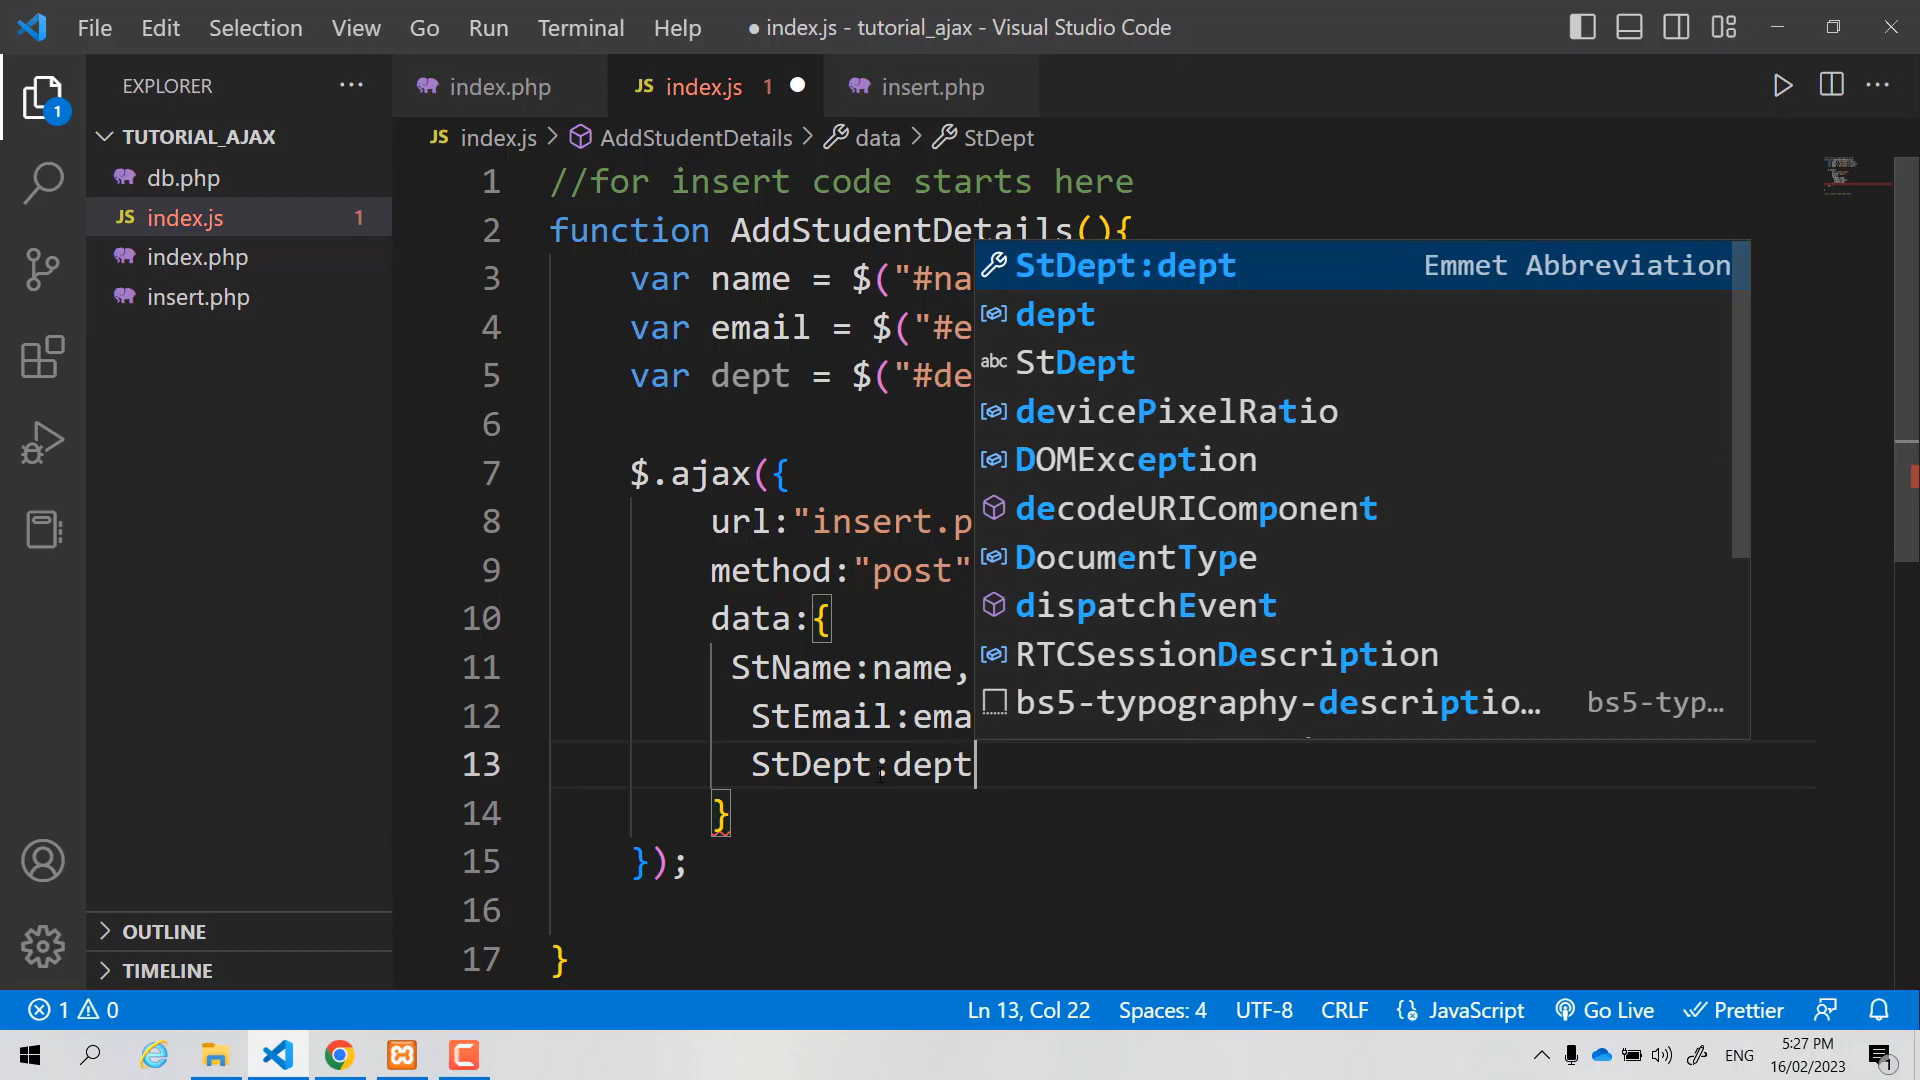 File Edit Selection View Go Run Terminal Help ● index.js - tutorial_ajax - Visual Studio Code
EXPLORER ···
index.php
JS index.js 1 ●
insert.php
TUTORIAL_AJAX
db.php
JS index.js 1
index.php
insert.php
OUTLINE
TIMELINE
1
JS index.js > AddStudentDetails > data > StDept
1 //for insert code starts here
2 function AddStudentDetails(){
3 var name = $("#na
4 var email = $("#e
5 var dept = $("#de
6
7 $.ajax({
8 url:"insert.p
9 method:"post"
10 data:{
11 StName:name,
12 StEmail:ema
13 StDept:dept
14 }
15 });
16
17 }
StDept:dept Emmet Abbreviation
dept
abc StDept
devicePixelRatio
DOMException
decodeURIComponent
DocumentType
dispatchEvent
RTCSessionDescription
bs5-typography-descriptio... bs5-typ...
1 0 Ln 13, Col 22 Spaces: 4 UTF-8 CRLF JavaScript Go Live Prettier
ENG
5:27 PM
16/02/2023
1